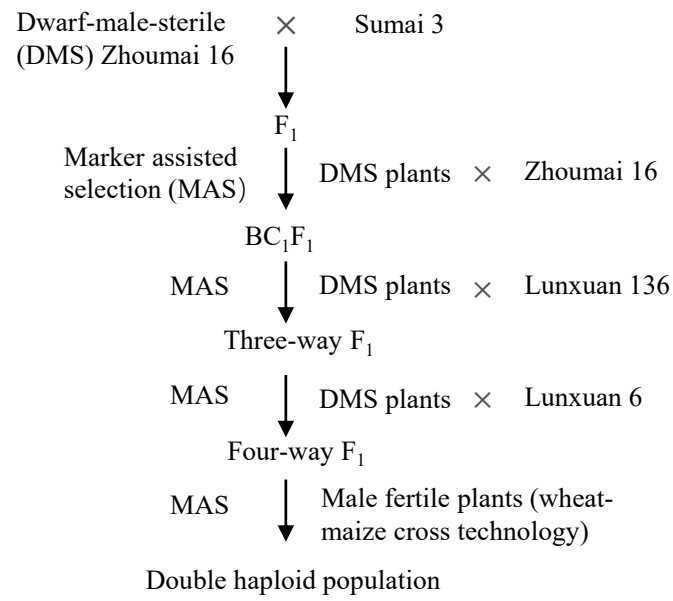 Dwarf-male-sterile × Sumai 3
(DMS) Zhoumai 16
F₁
Marker assisted
selection (MAS) DMS plants × Zhoumai 16
BC₁F₁
MAS DMS plants × Lunxuan 136
Three-way F₁
MAS DMS plants × Lunxuan 6
Four-way F₁
MAS Male fertile plants (wheat-
maize cross technology)
Double haploid population